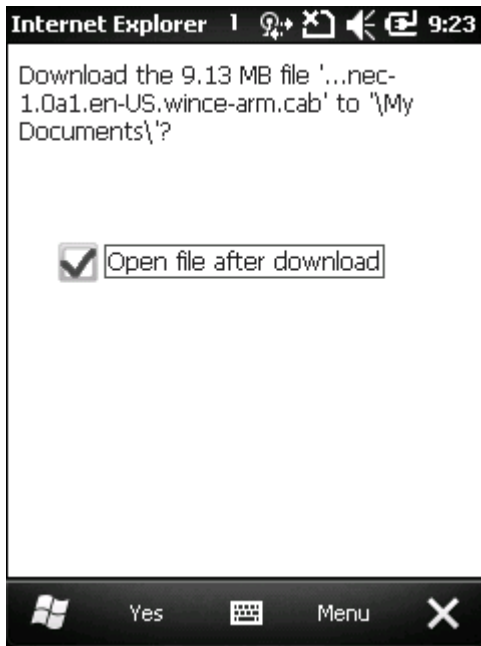 Internet Explorer 1 9:23
Download the 9.13 MB file '...nec-
1.0a1.en-US.wince-arm.cab' to '\My
Documents\'?
Open file after download
Yes Menu